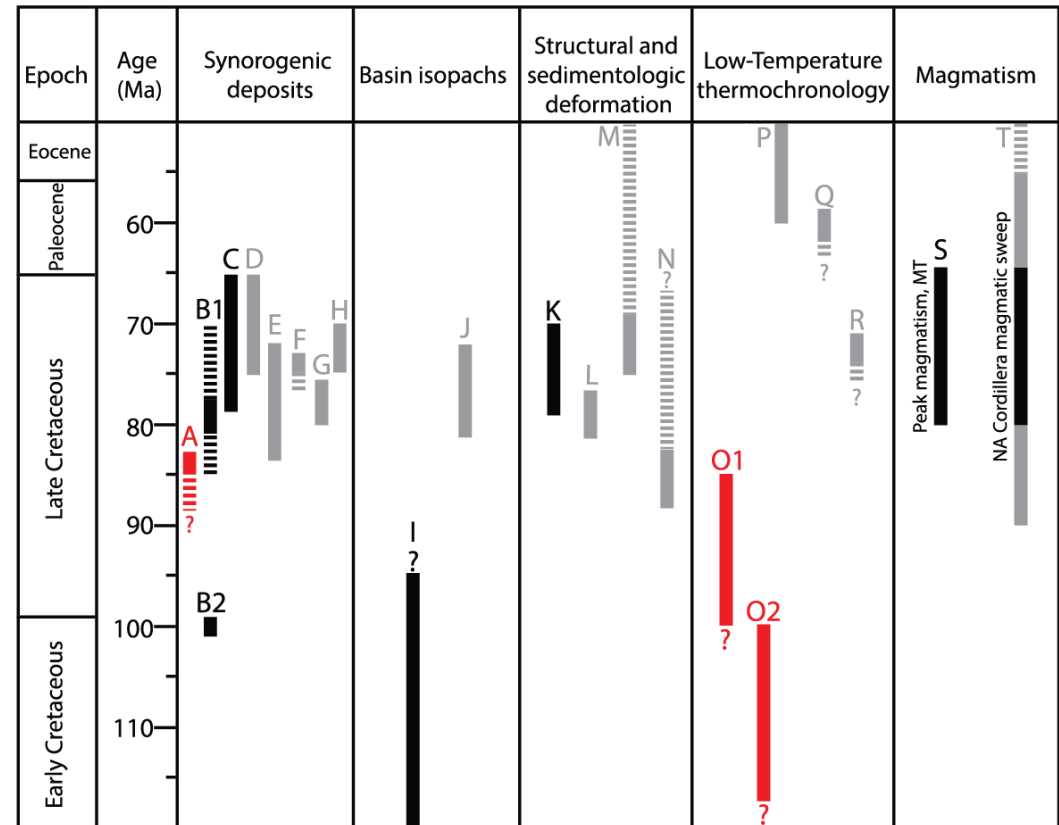 Epoch
Age
(Ma)
Synorogenic
deposits
Basin isopachs
Structural and
sedimentologic
deformation
Low-Temperature
thermochronology
Magmatism
Eocene
Paleocene
Late Cretaceous
Early Cretaceous
60
70
80
90
100
110
A
?
B1
B2
C
D
E
F
G
H
I
?
J
K
L
M
N
?
O1
?
O2
?
P
Q
?
R
?
S
Peak magmatism, MT
T
NA Cordillera magmatic sweep